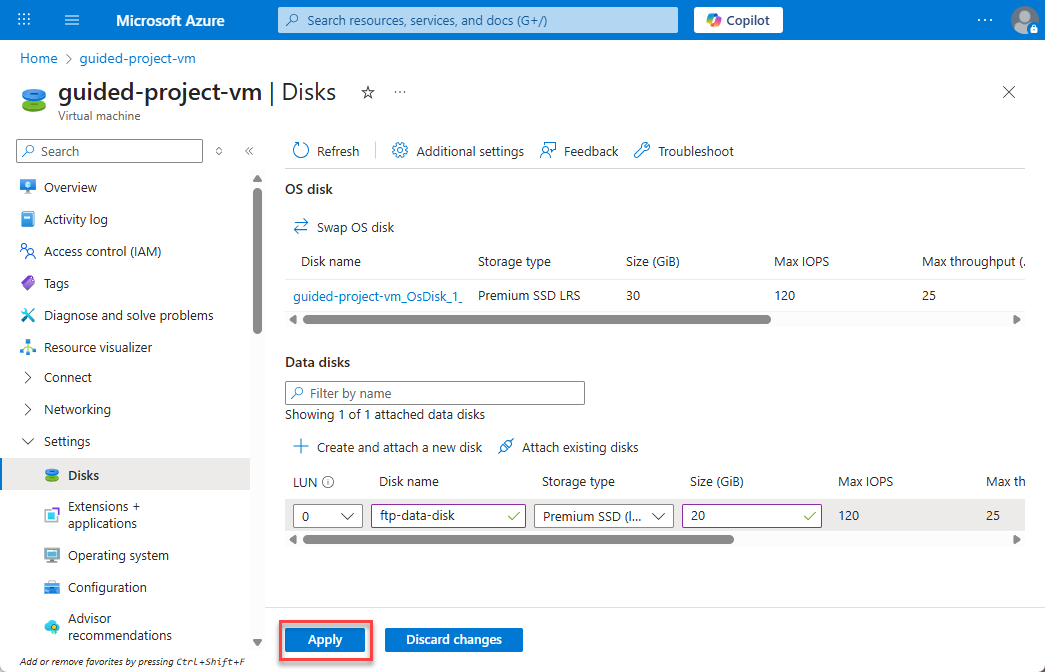 Microsoft Azure
Search resources, services, and docs (G+/)
Copilot
Home > guided-project-vm
guided-project-vm | Disks
Virtual machine
Search
Overview
Activity log
Access control (IAM)
Tags
Diagnose and solve problems
Resource visualizer
Connect
Networking
Settings
Disks
Extensions +
applications
Operating system
Configuration
Advisor
recommendations
Add or remove favorites by pressing Ctrl+Shift+F
Refresh
Additional settings
Feedback
Troubleshoot
OS disk
Swap OS disk
Disk name Storage type Size (GiB) Max IOPS Max throughput (.
guided-project-vm_OsDisk_1_ Premium SSD LRS 30 120 25
Data disks
Filter by name
Showing 1 of 1 attached data disks
Create and attach a new disk
Attach existing disks
LUN Disk name Storage type Size (GiB) Max IOPS Max th
0 ftp-data-disk Premium SSD (l... 20 120 25
Apply
Discard changes